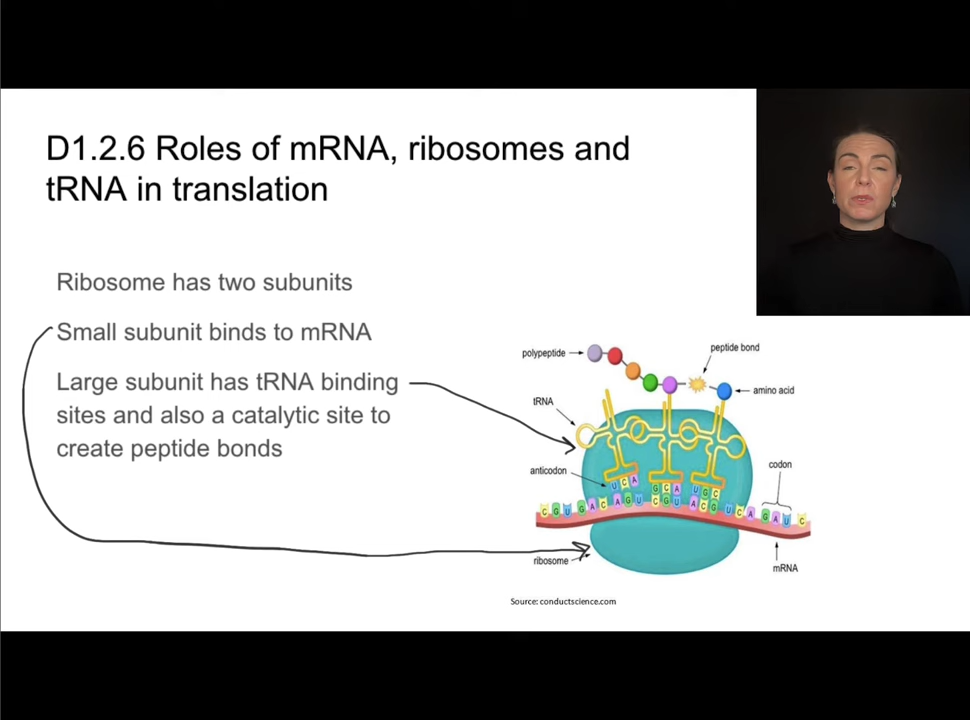 D1.2.6 Roles of mRNA, ribosomes and
tRNA in translation
Ribosome has two subunits
Small subunit binds to mRNA
Large subunit has tRNA binding
sites and also a catalytic site to
create peptide bonds
polypeptide
peptide bond
amino acid
tRNA
anticodon
codon
U C A G C A U G C
C G U G A C A G U C G U A C G U C A G A U C
ribosome
mRNA
Source: conductscience.com